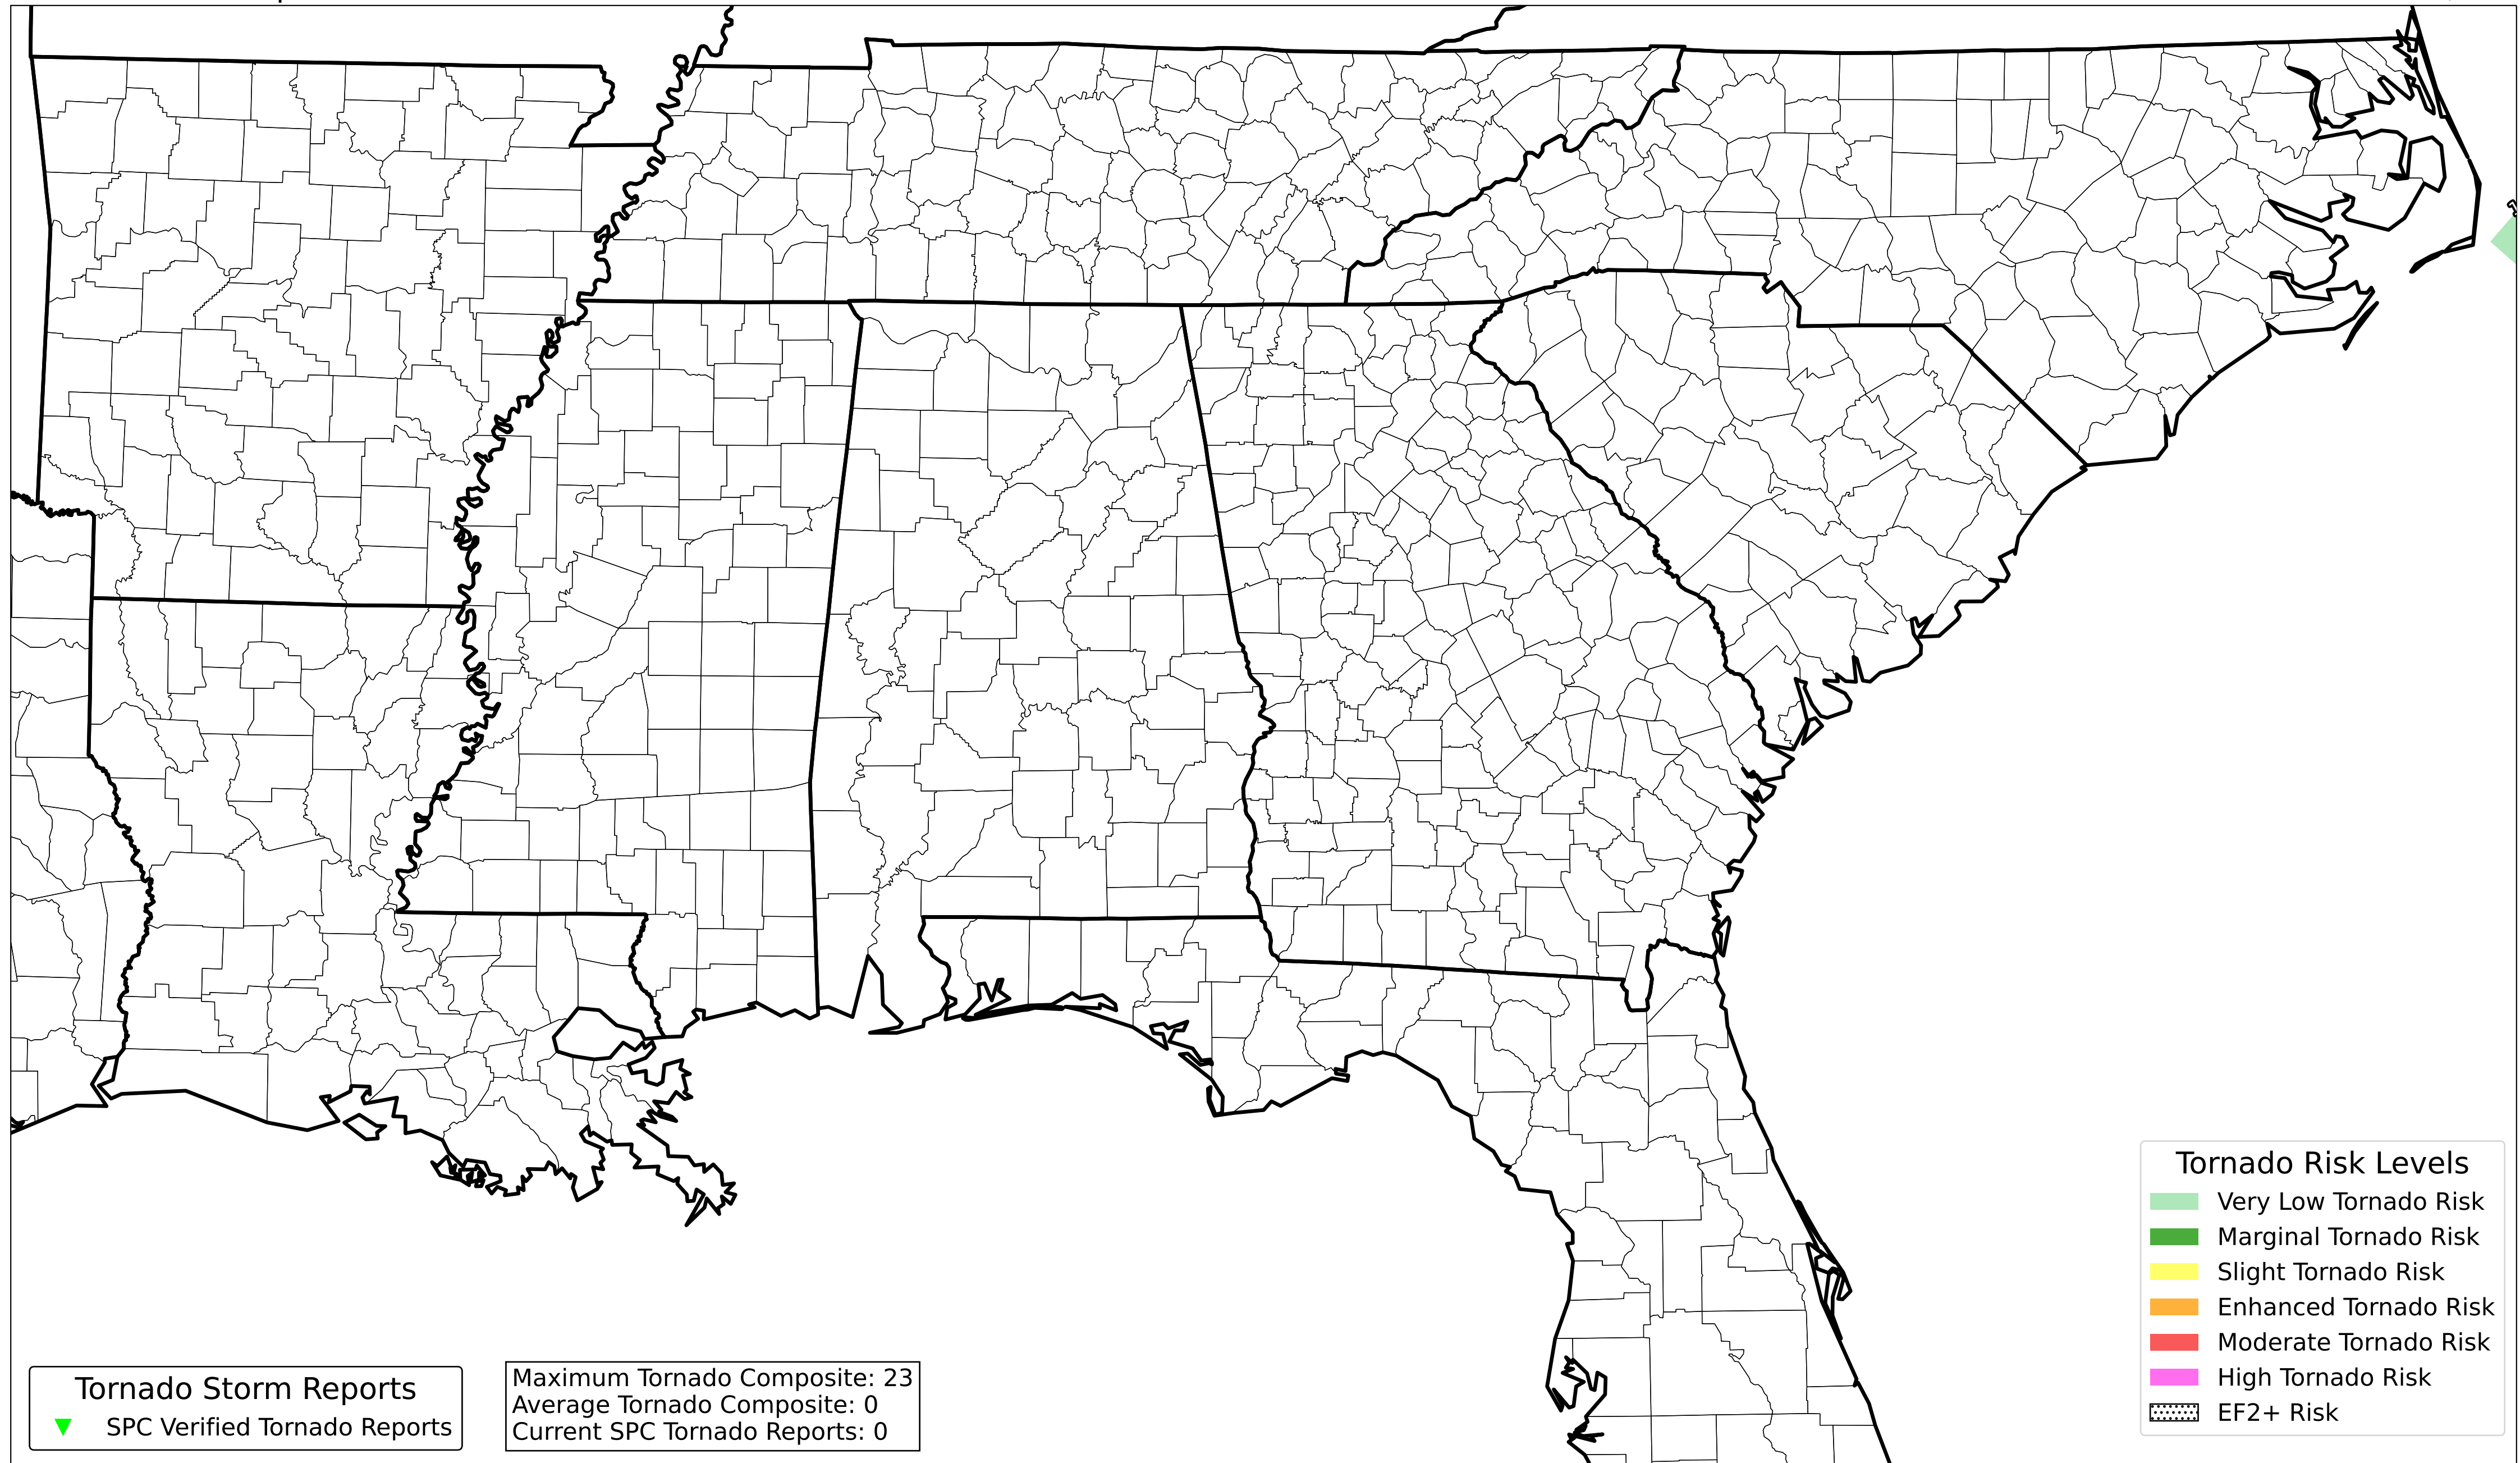 Tornado Risk Levels
Very Low Tornado Risk
Marginal Tornado Risk
Slight Tornado Risk
Enhanced Tornado Risk
Moderate Tornado Risk
High Tornado Risk
EF2+ Risk
Tornado Storm Reports
SPC Verified Tornado Reports
Maximum Tornado Composite: 23
Average Tornado Composite: 0
Current SPC Tornado Reports: 0